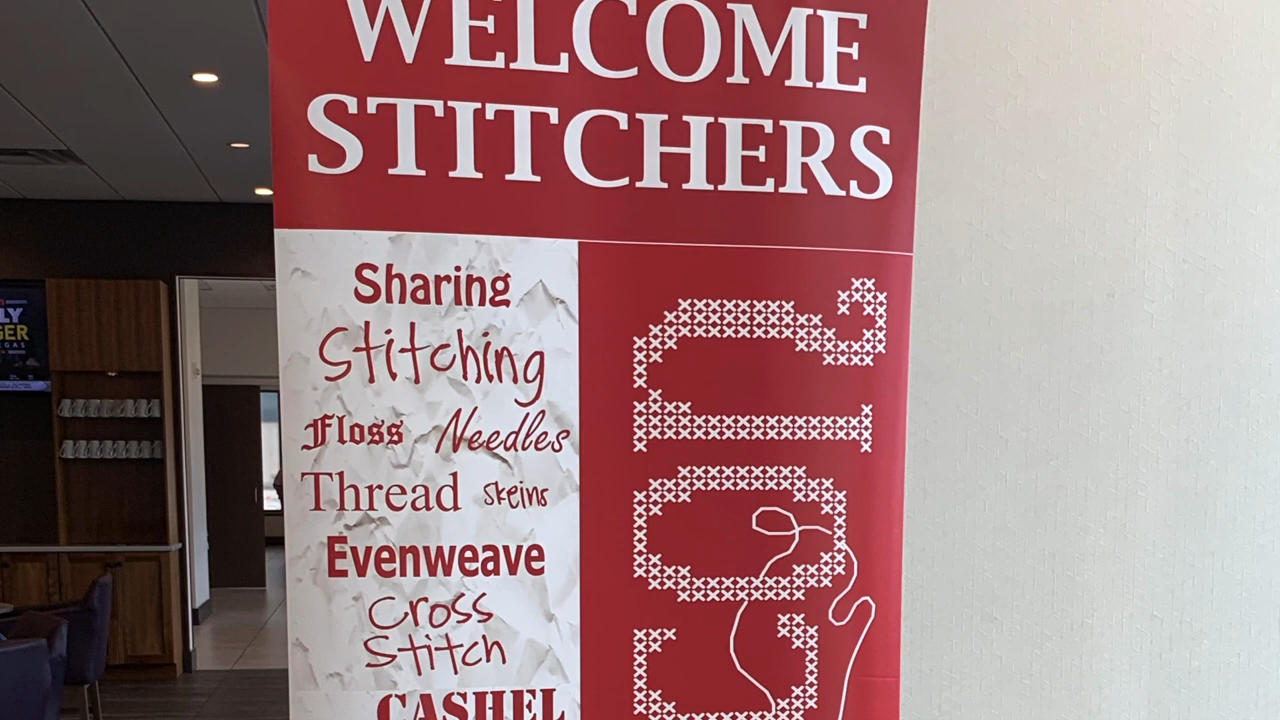 WELCOME
STITCHERS
Sharing
Stitching
Floss Needles
Thread Skeins
Evenweave
Cross
Stitch
CASHEL